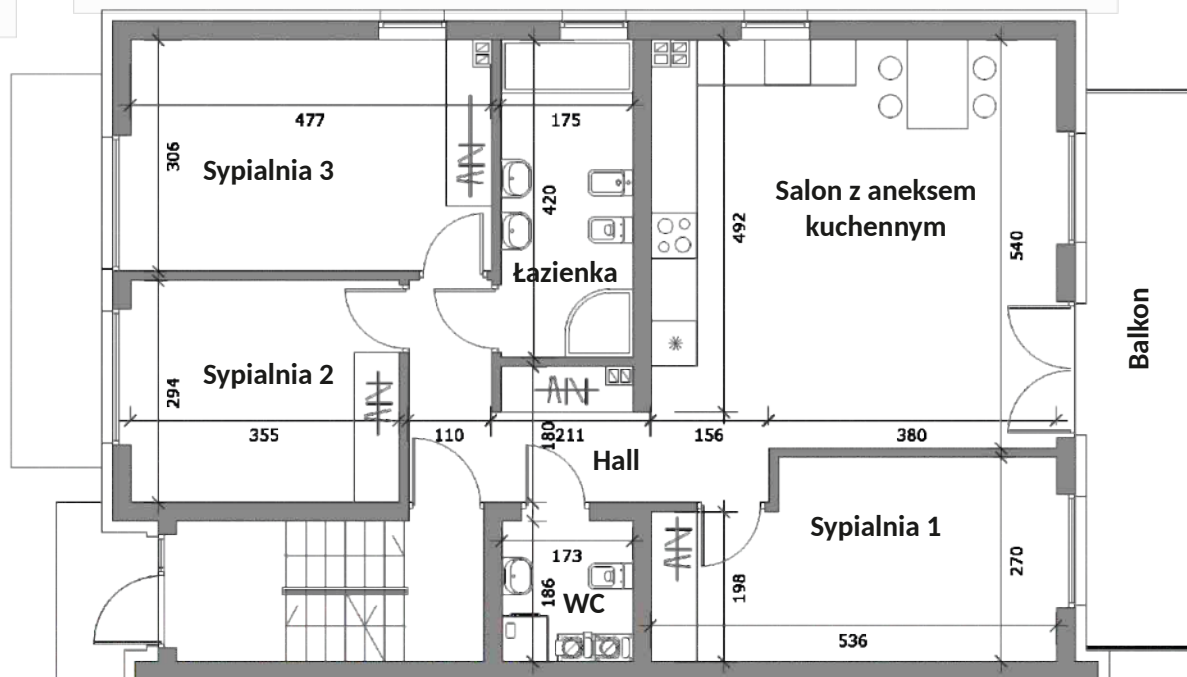 477
175
306
Sypialnia 3
420
Salon z aneksem
kuchennym
492
540
Łazienka
Balkon
Sypialnia 2
294
355
110
180
211
156
380
Hall
Sypialnia 1
173
270
186
WC
198
536